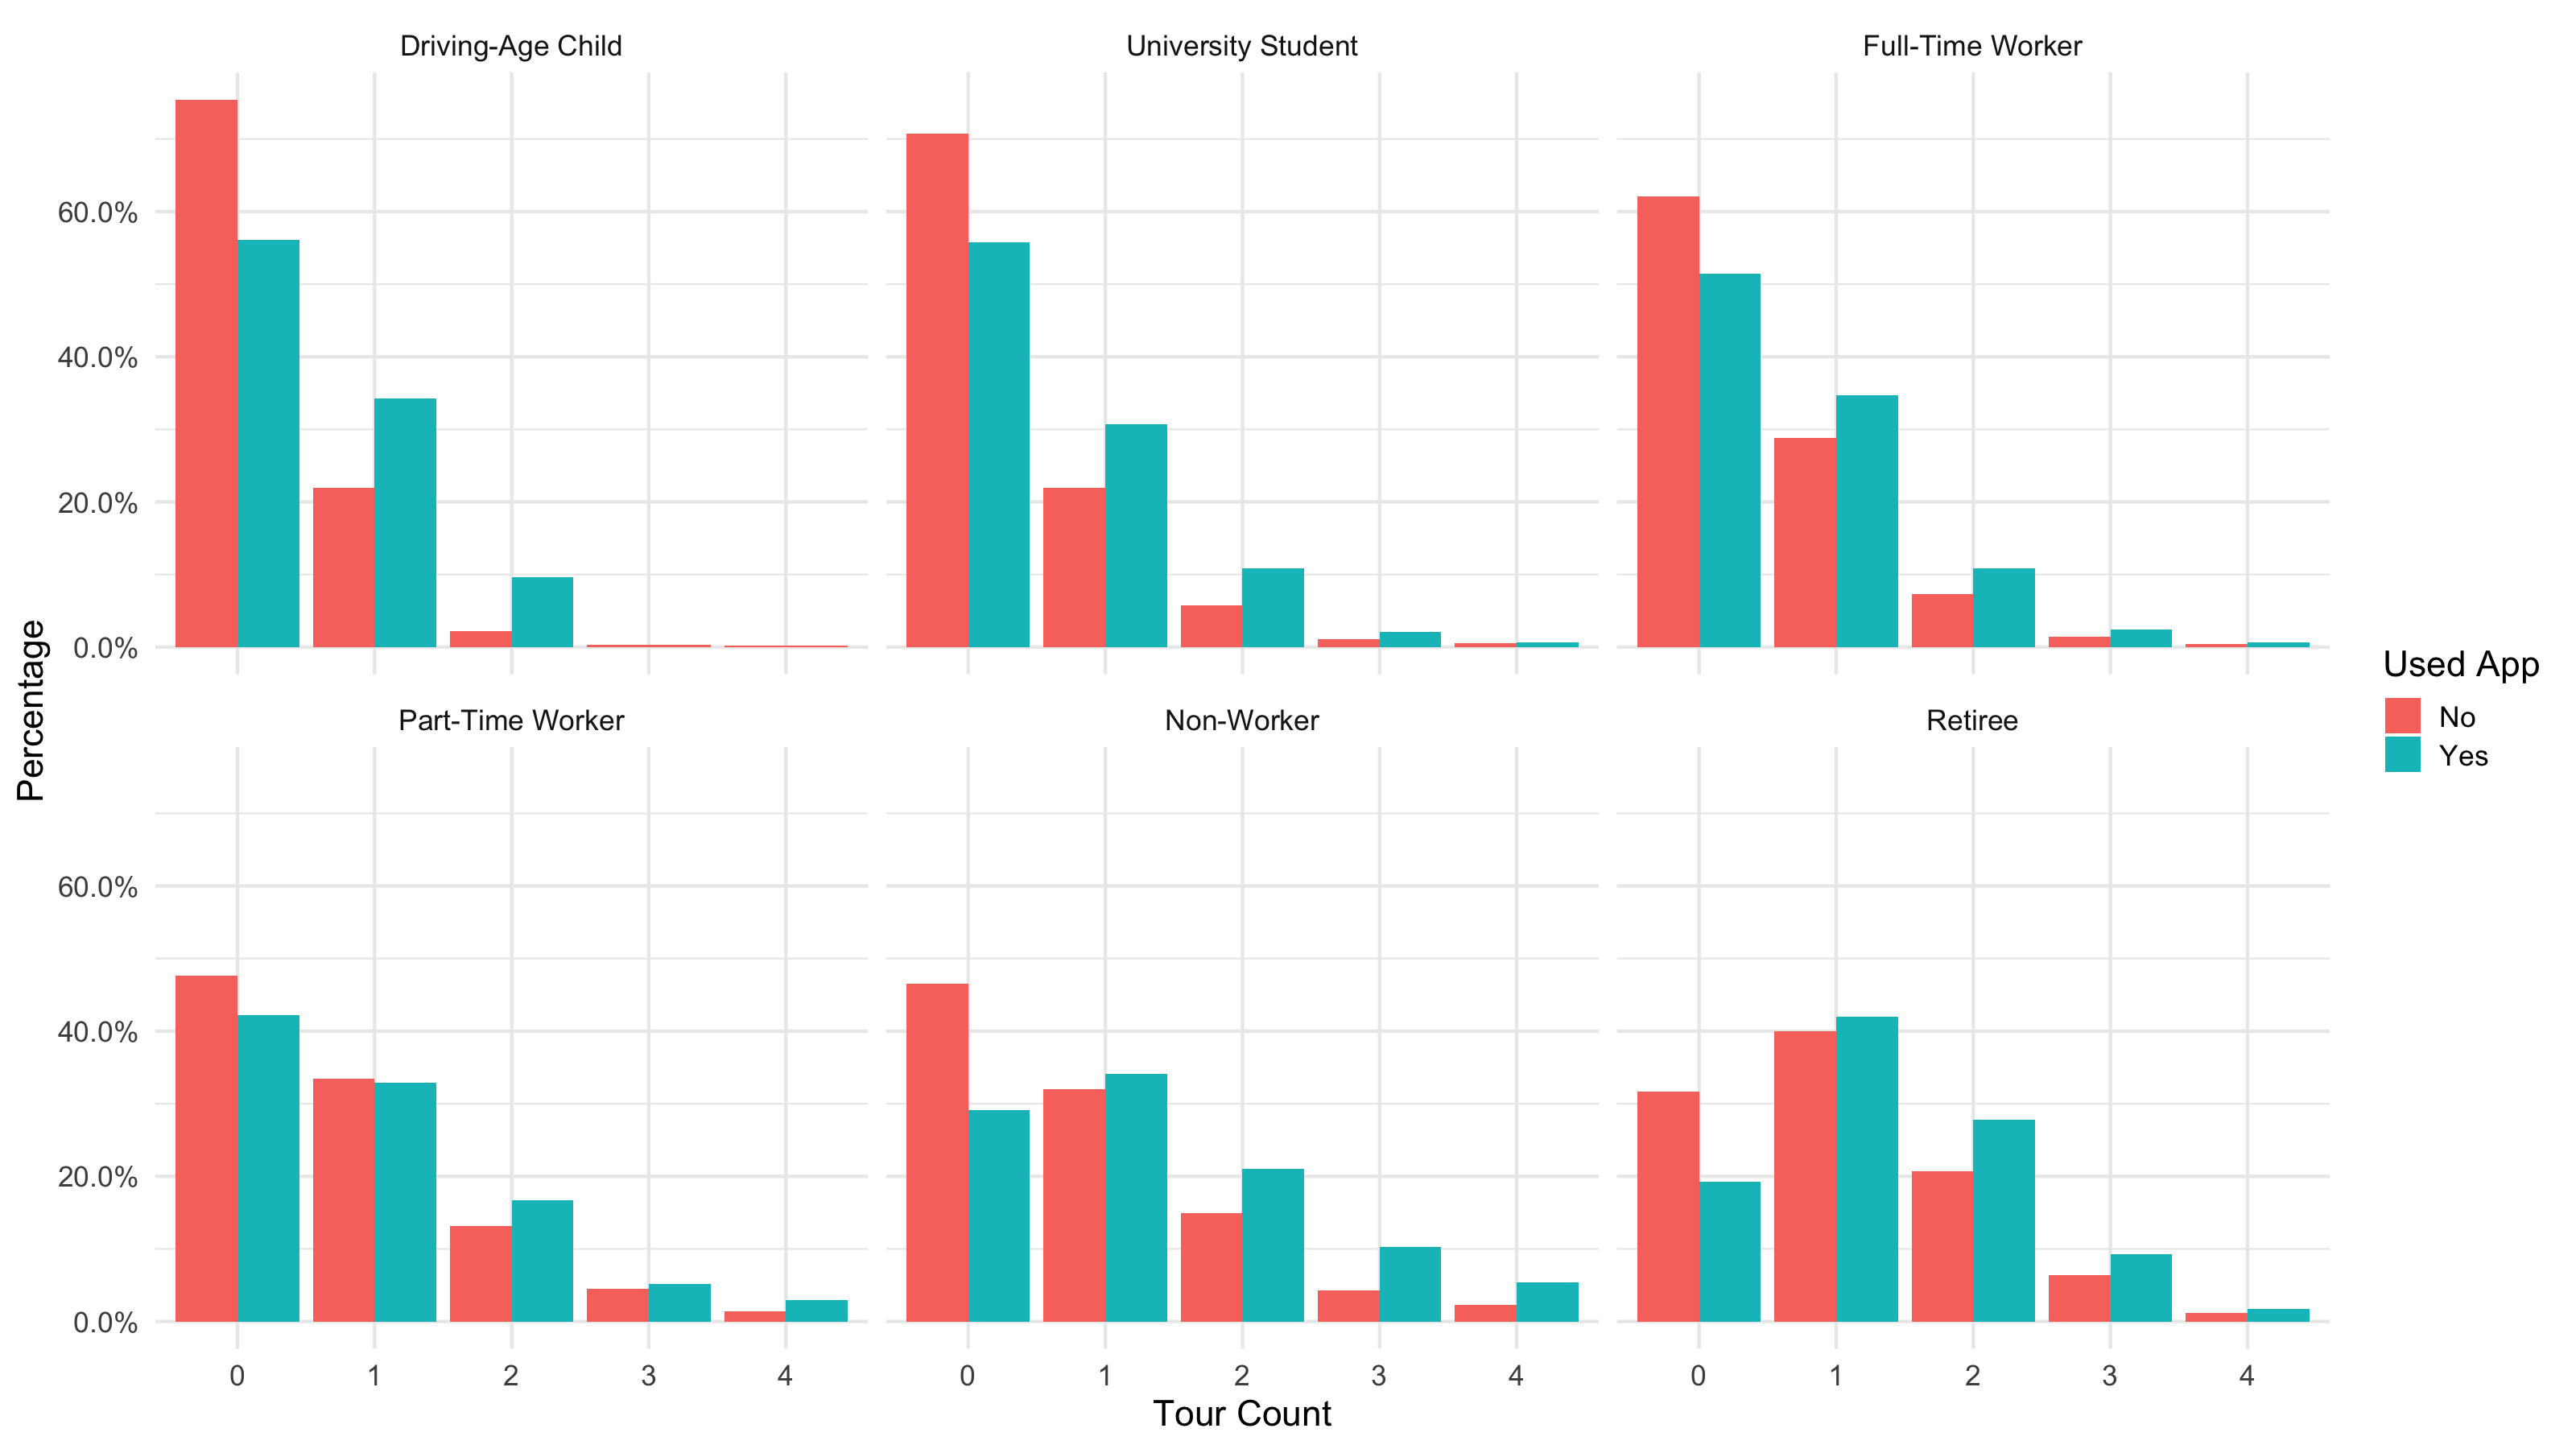 Driving-Age Child
University Student
Full-Time Worker
60.0%
40.0%
20.0%
0.0%
Part-Time Worker
Non-Worker
Retiree
60.0%
40.0%
20.0%
0.0%
0 1 2 3 4
0 1 2 3 4
0 1 2 3 4
Tour Count
Percentage
Used App
No
Yes